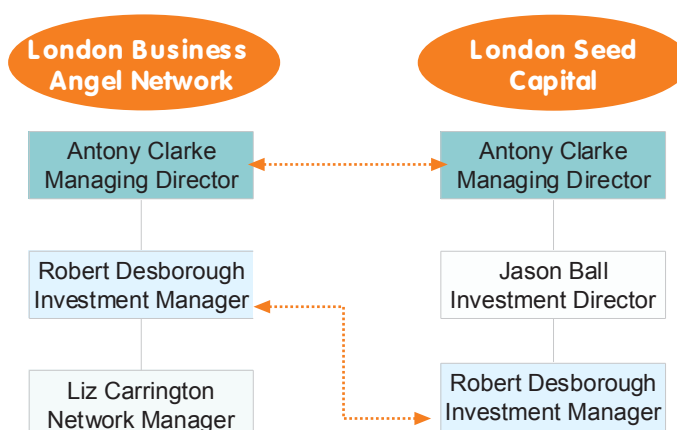 London Business
Angel Network
London Seed
Capital
Antony Clarke
Managing Director
Antony Clarke
Managing Director
Robert Desborough
Investment Manager
Jason Ball
Investment Director
Liz Carrington
Network Manager
Robert Desborough
Investment Manager